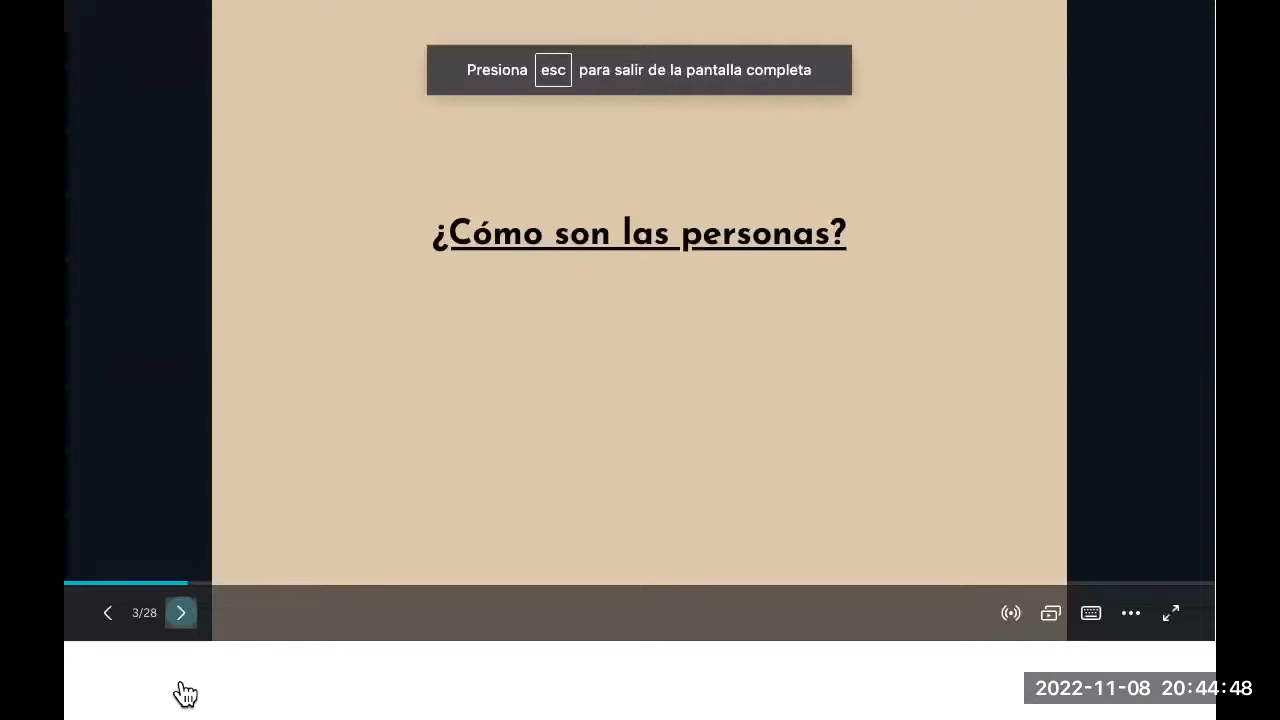 Presiona esc para salir de la pantalla completa
¿Cómo son las personas?
3/28
2022-11-08 20:44:48